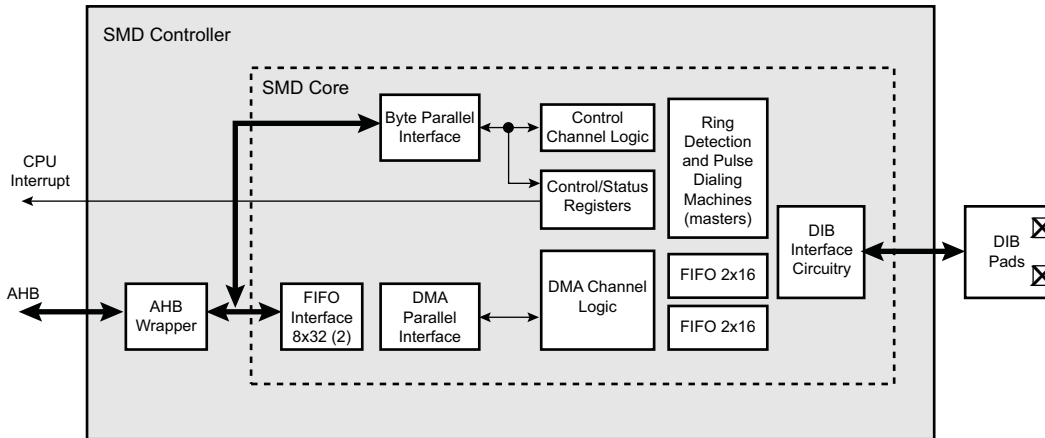 SMD Controller
SMD Core
Byte Parallel
Interface
Control
Channel Logic
Ring
Detection
and Pulse
Dialing
Machines
(masters)
CPU
Interrupt
Control/Status
Registers
DIB
Interface
Circuitry
DIB
Pads
AHB
AHB
Wrapper
FIFO
Interface
8x32 (2)
DMA
Parallel
Interface
DMA Channel
Logic
FIFO 2x16
FIFO 2x16